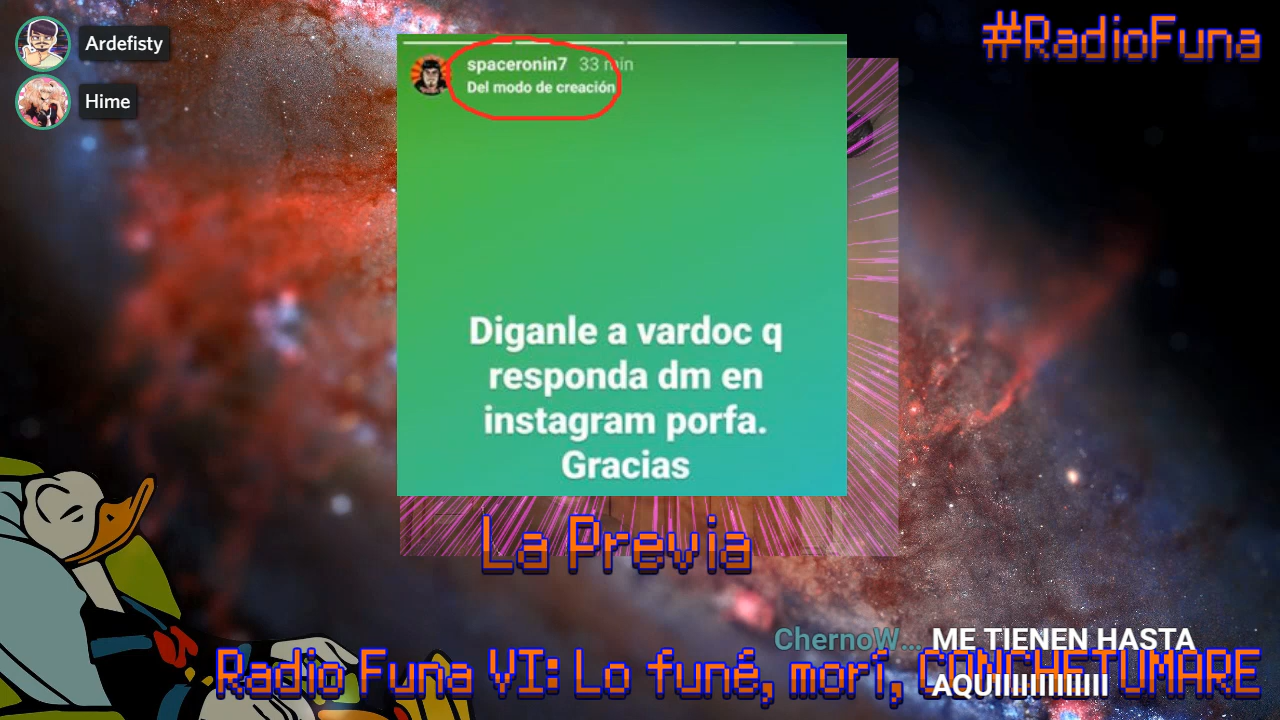 Ardefisty
Hime
#RadioFuna
spaceronin7 33 min
Del modo de creación
Diganle a vardoc q
responda dm en
instagram porfa.
Gracias
La Previa
ChernoW... ME TIENEN HASTA
AQUIIIIIIIIIIIII
Radio Funa VI: Lo funé, morí, CONCHETUMARE